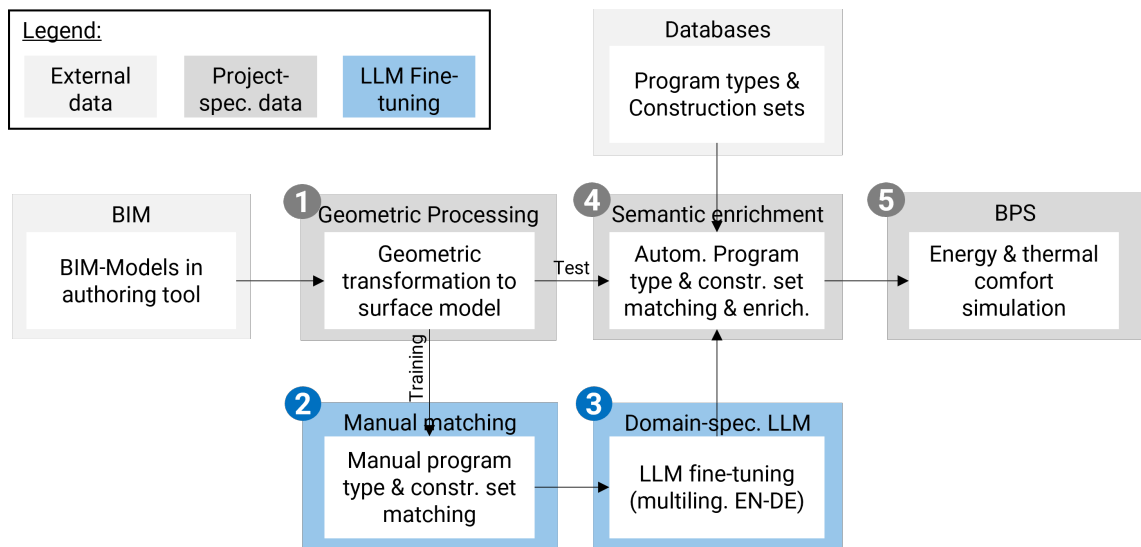 Legend:
External
data
Project-
spec. data
LLM Fine-
tuning
Databases
Program types &
Construction sets
BIM
BIM-Models in
authoring tool
1
Geometric Processing
Geometric
transformation to
surface model
Test
4
Semantic enrichment
Autom. Program
type & constr. set
matching & enrich.
5
BPS
Energy & thermal
comfort
simulation
Training
2
Manual matching
Manual program
type & constr. set
matching
3
Domain-spec. LLM
LLM fine-tuning
(multiling. EN-DE)